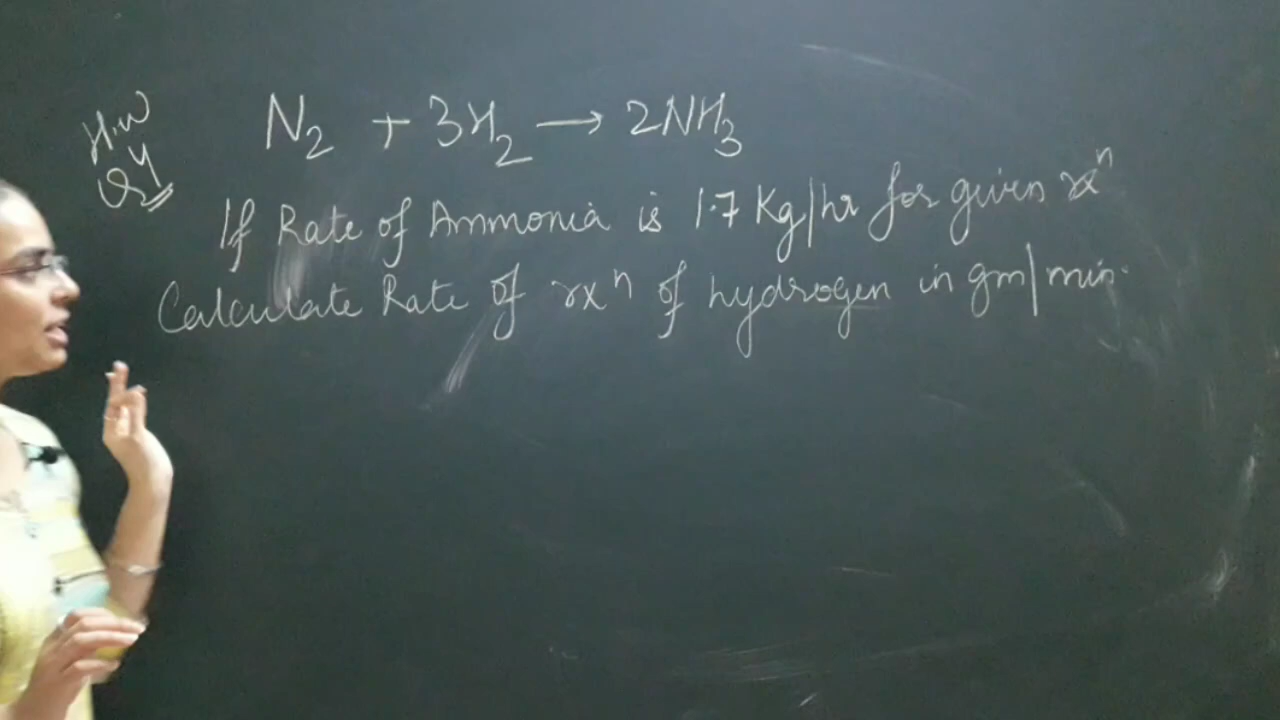 H.W
Q4
N₂ + 3H₂ → 2NH₃
If Rate of Ammonia is 1.7 Kg/hr for given rxⁿ
Calculate Rate of rxⁿ of hydrogen in gm/min.